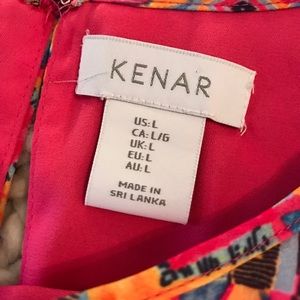 KENAR
US: L
CA: L/G
UK: L
EU: L
AU: L
MADE IN
SRI LANKA